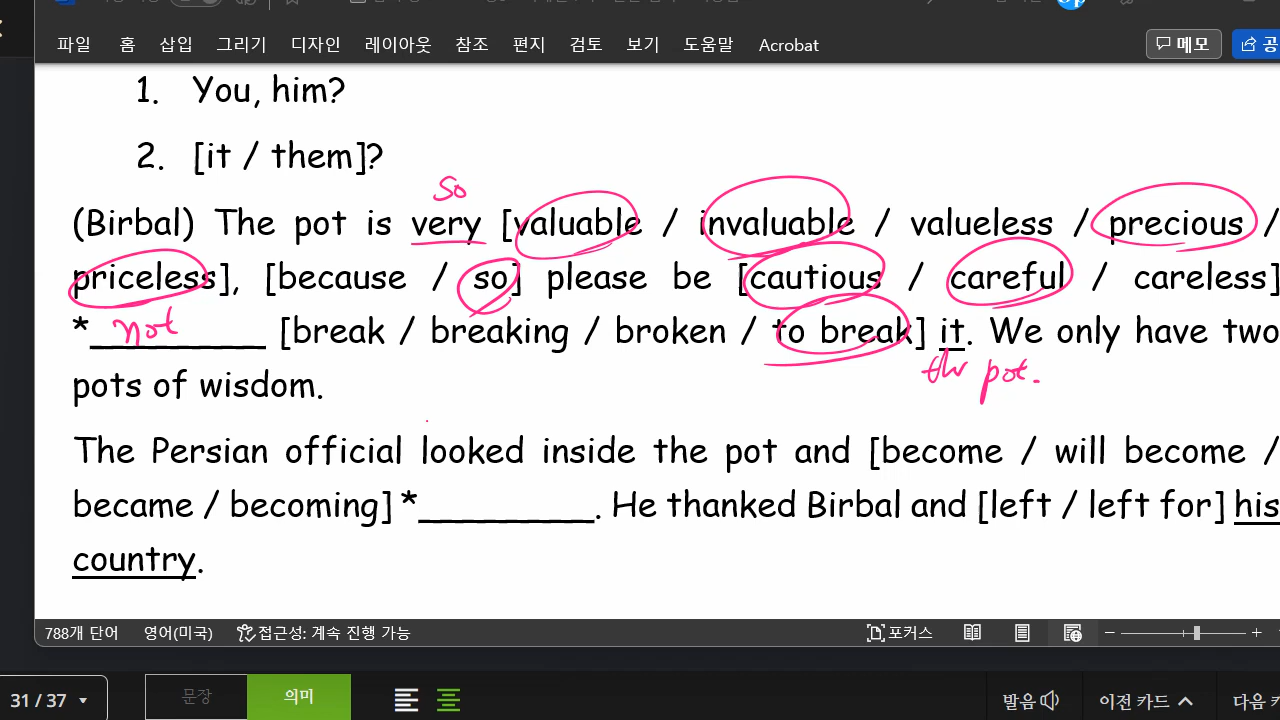 파일 홈 삽입 그리기 디자인 레이아웃 참조 편지 검토 보기 도움말 Acrobat 메모 공
1. You, him?
2. [it / them]?
so
(Birbal) The pot is very [valuable / invaluable / valueless / precious /
priceless], [because / so] please be [cautious / careful / careless]
*not [break / breaking / broken / to break] it. We only have two
the pot.
pots of wisdom.
The Persian official looked inside the pot and [become / will become /
became / becoming] *________. He thanked Birbal and [left / left for] his
country.
788개 단어 영어(미국) 접근성: 계속 진행 가능 포커스
31 / 37 문장 의미 발음 이전 카드 다음